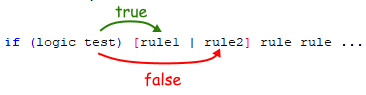 true
if (logic test) [rule1 | rule2] rule rule ...
false